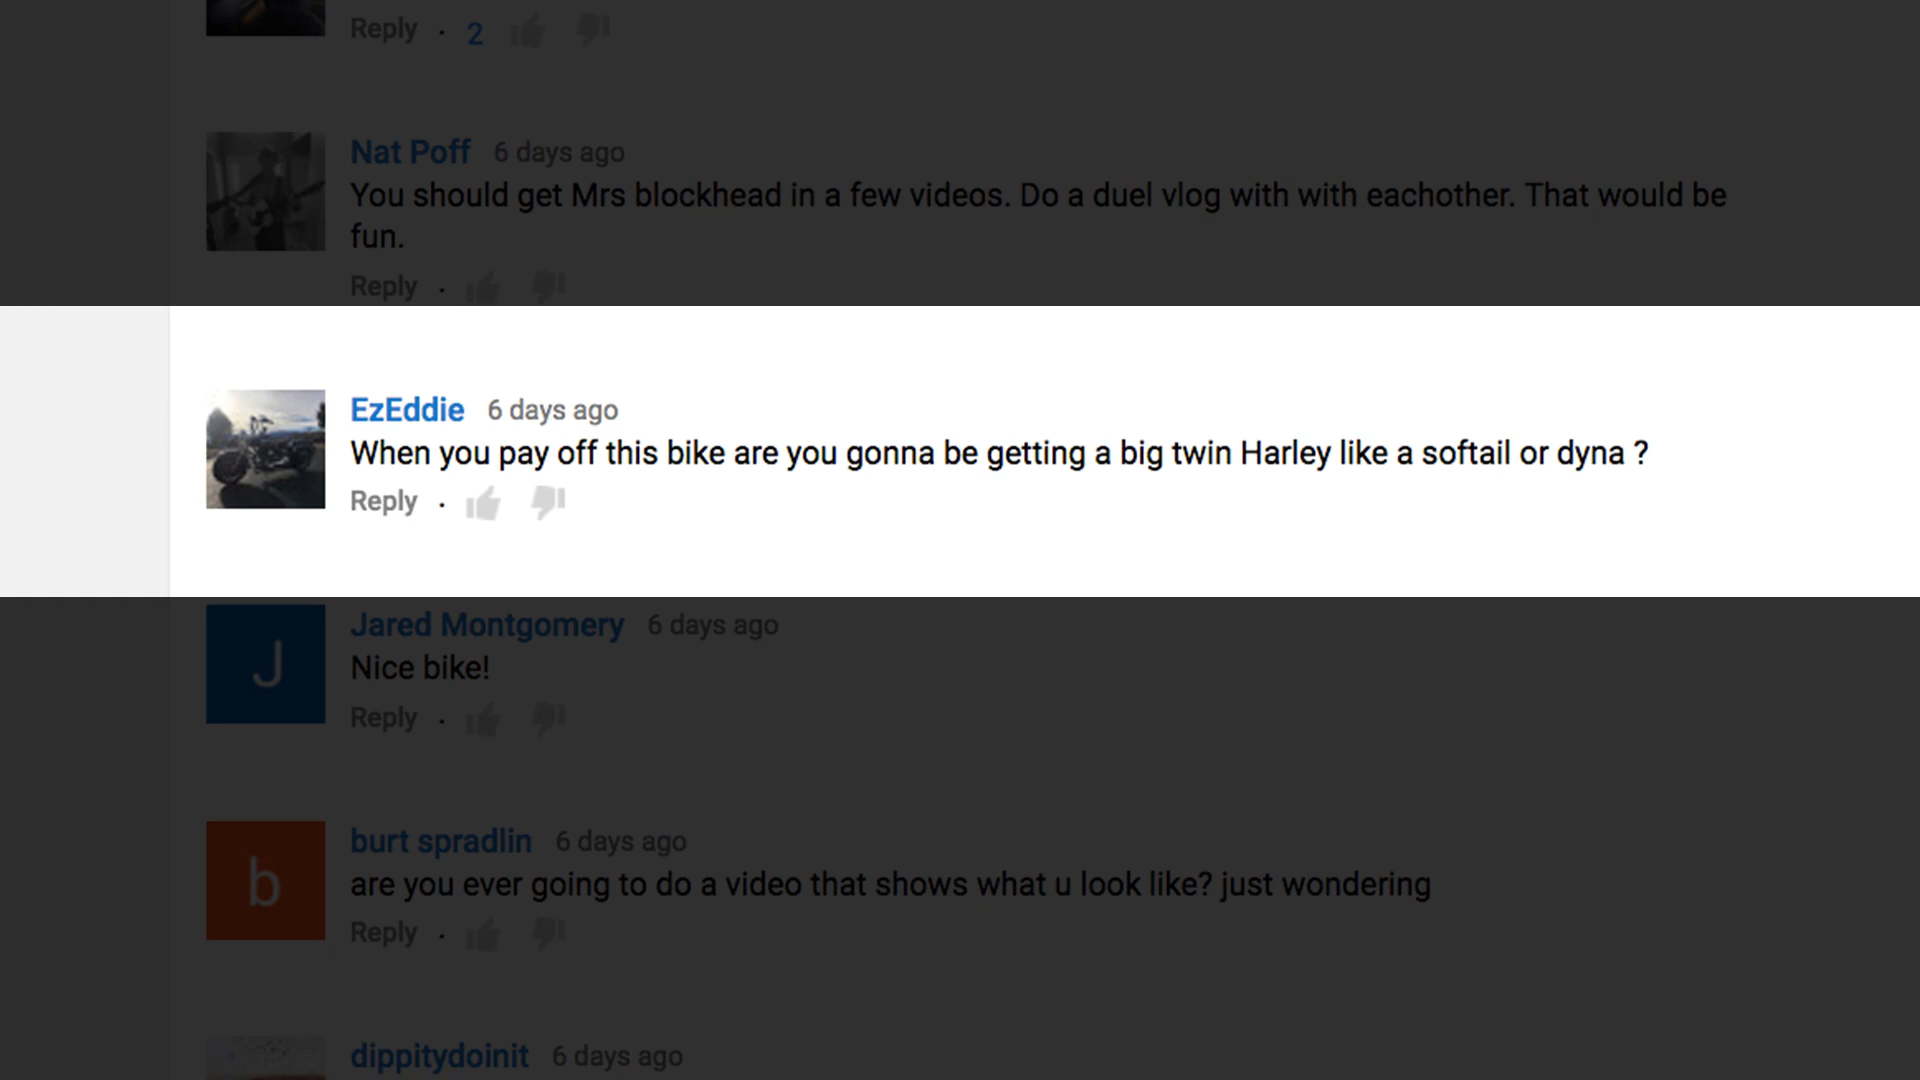 Reply · 2
Nat Poff 6 days ago
You should get Mrs blockhead in a few videos. Do a duel vlog with with eachother. That would be
fun.
Reply ·
EzEddie 6 days ago
When you pay off this bike are you gonna be getting a big twin Harley like a softail or dyna ?
Reply ·
J
Jared Montgomery 6 days ago
Nice bike!
Reply ·
b
burt spradlin 6 days ago
are you ever going to do a video that shows what u look like? just wondering
Reply ·
dippitydoinit 6 days ago